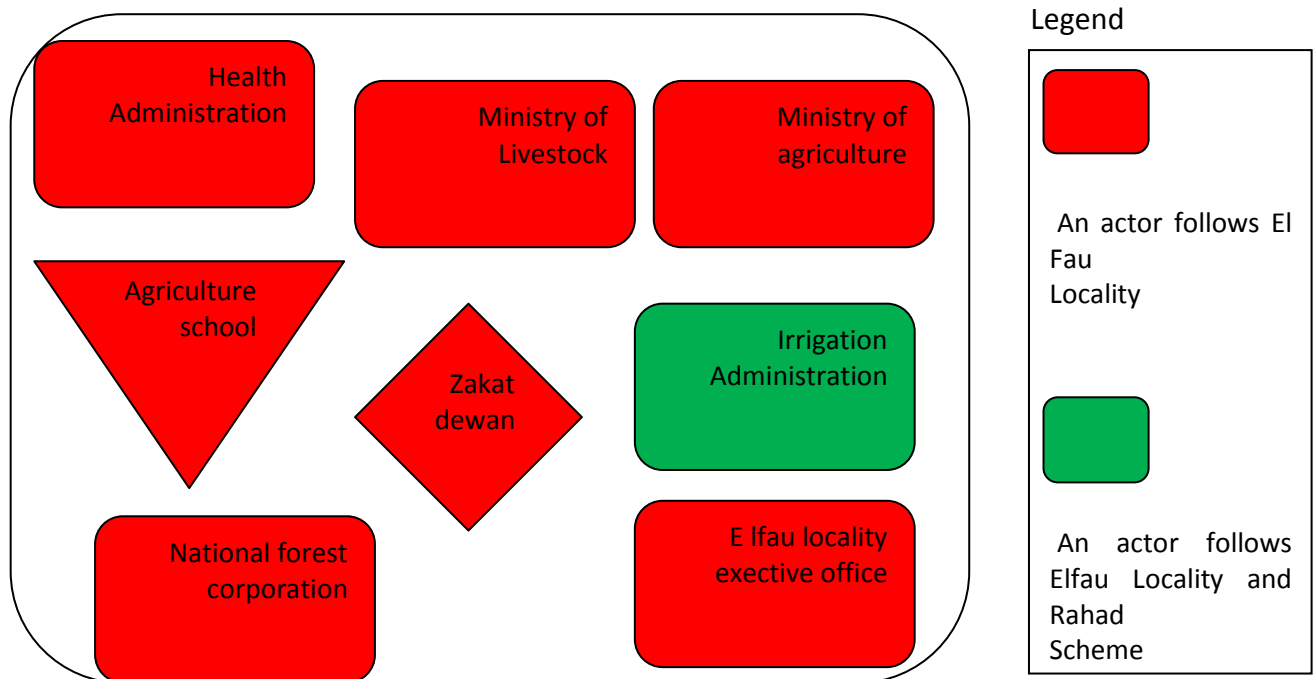 Legend
Health
Administration
Ministry of
Livestock
Ministry of
agriculture
Agriculture
school
Zakat
dewan
Irrigation
Administration
National forest
corporation
E lfau locality
exective office
An actor follows El
Fau
Locality
An actor follows
Elfau Locality and
Rahad
Scheme